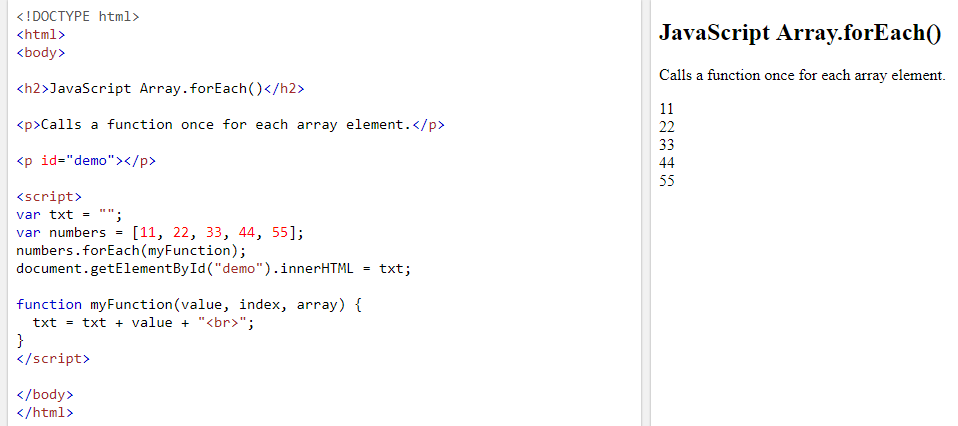 <!DOCTYPE html>
<html>
<body>
<h2>JavaScript Array.forEach()</h2>
<p>Calls a function once for each array element.</p>
<p id="demo"></p>
<script>
var txt = "";
var numbers = [11, 22, 33, 44, 55];
numbers.forEach(myFunction);
document.getElementById("demo").innerHTML = txt;
function myFunction(value, index, array) {
  txt = txt + value + "<br>";
}
</script>
</body>
</html>
JavaScript Array.forEach()
Calls a function once for each array element.
11
22
33
44
55